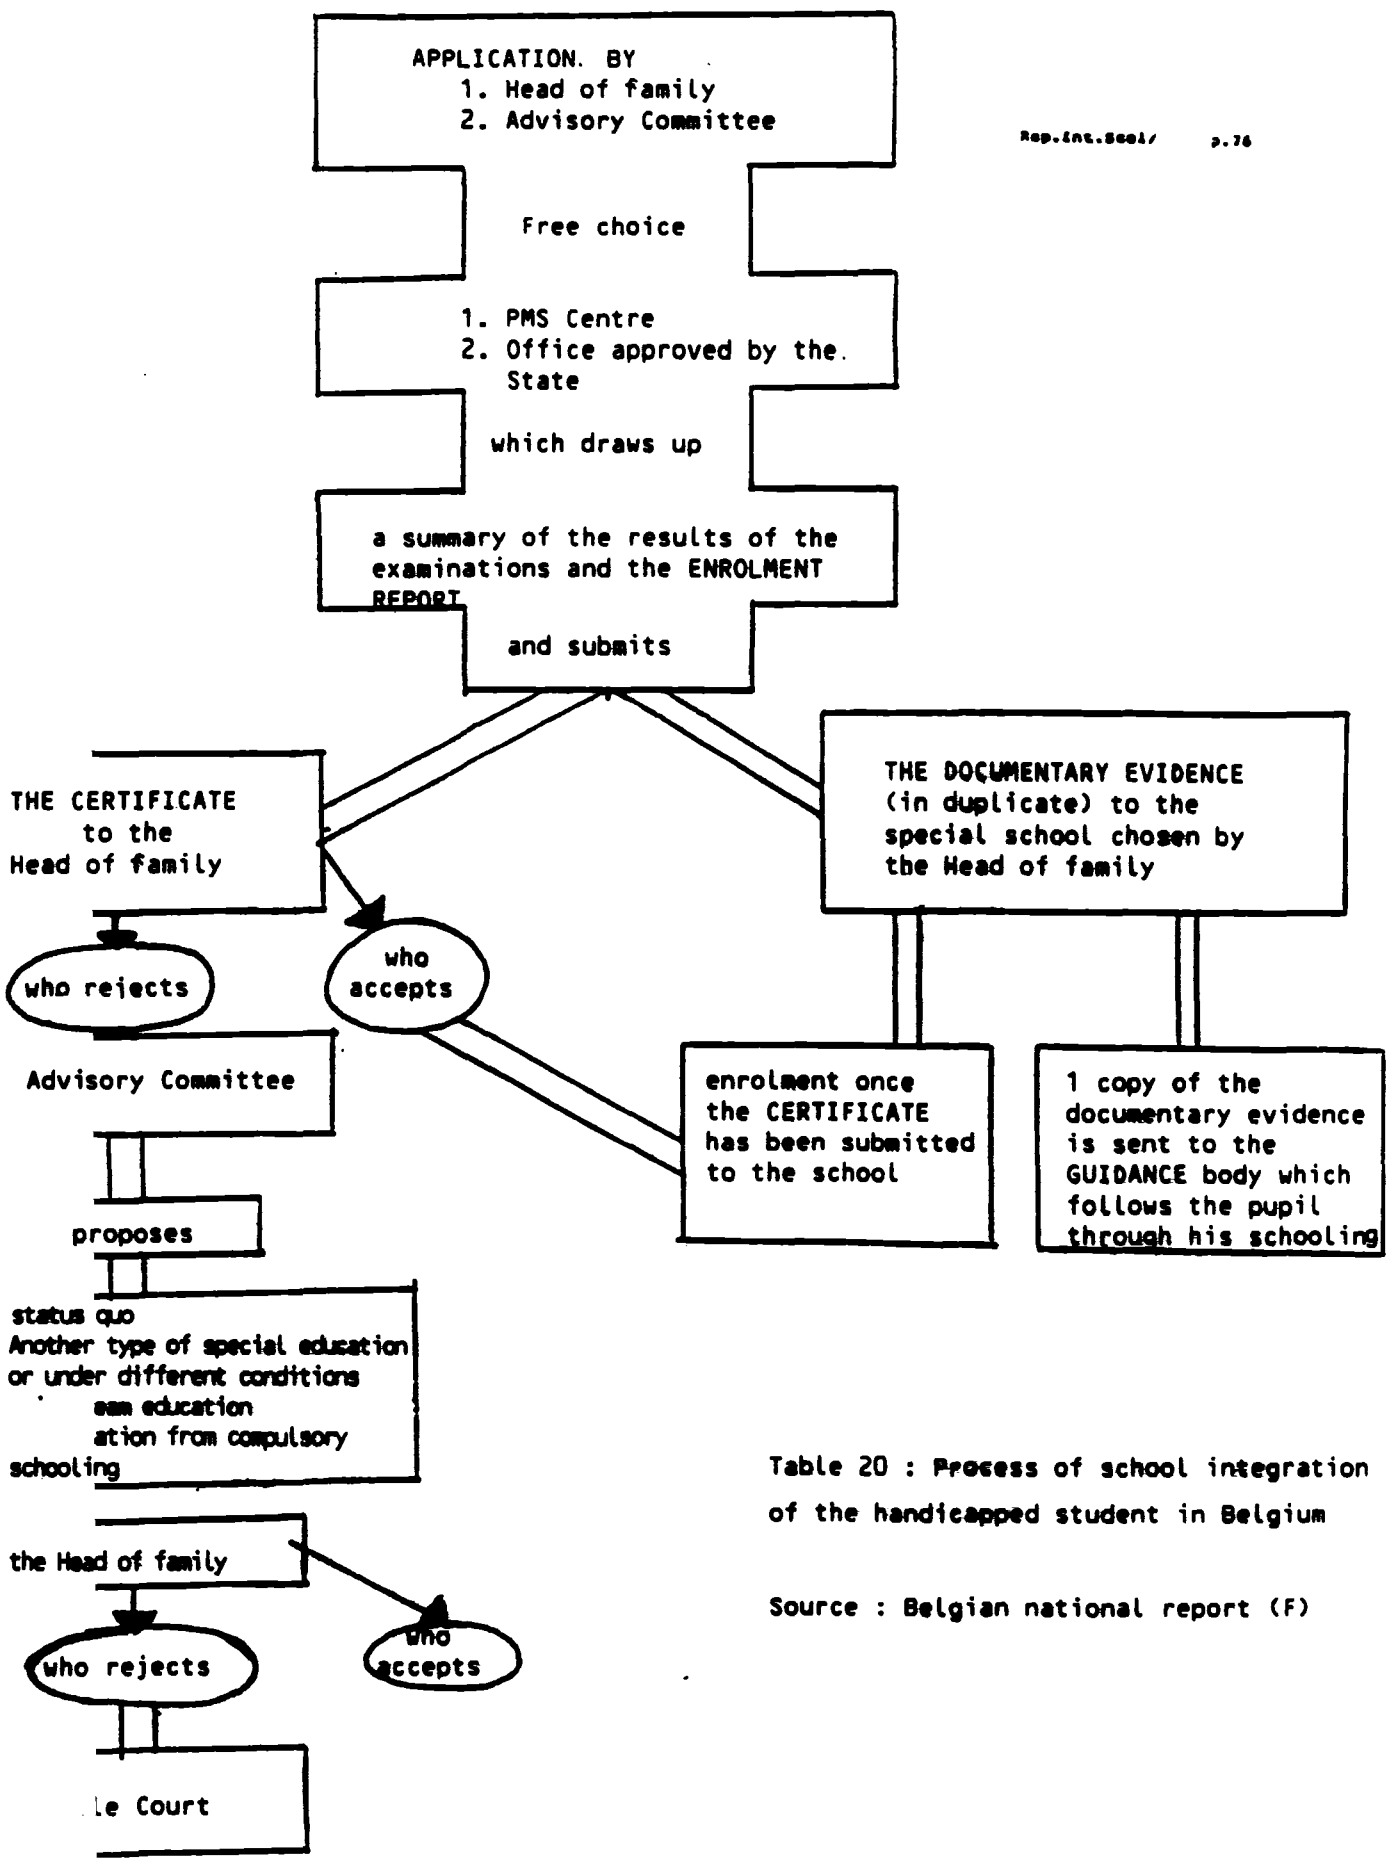 APPLICATION. BY
1. Head of family
2. Advisory Committee
Rep.Int.Scol/ p.76
Free choice
1. PMS Centre
2. Office approved by the.
State
which draws up
a summary of the results of the
examinations and the ENROLMENT
REPORT
and submits
THE CERTIFICATE
to the
Head of family
THE DOCUMENTARY EVIDENCE
(in duplicate) to the
special school chosen by
the Head of family
who rejects
who
accepts
Advisory Committee
enrolment once
the CERTIFICATE
has been submitted
to the school
1 copy of the
documentary evidence
is sent to the
GUIDANCE body which
follows the pupil
through his schooling
proposes
status quo
Another type of special education
or under different conditions
eam education
ation from compulsory
schooling
the Head of family
who rejects
who
accepts
le Court
Table 20 : Process of school integration
of the handicapped student in Belgium
Source : Belgian national report (F)